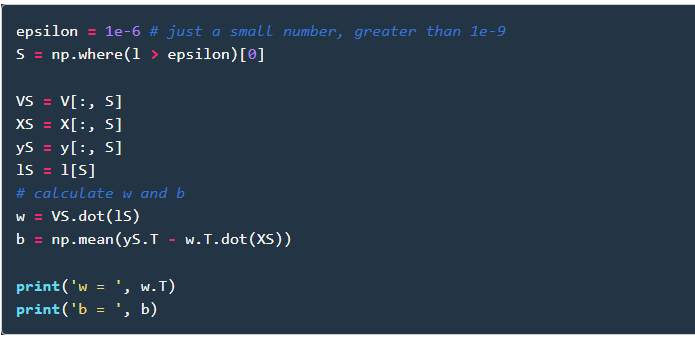 epsilon = 1e-6 # just a small number, greater than 1e-9
S = np.where(l > epsilon)[0]
VS = V[:, S]
XS = X[:, S]
yS = y[:, S]
lS = l[S]
# calculate w and b
w = VS.dot(lS)
b = np.mean(yS.T - w.T.dot(XS))
print('w = ', w.T)
print('b = ', b)